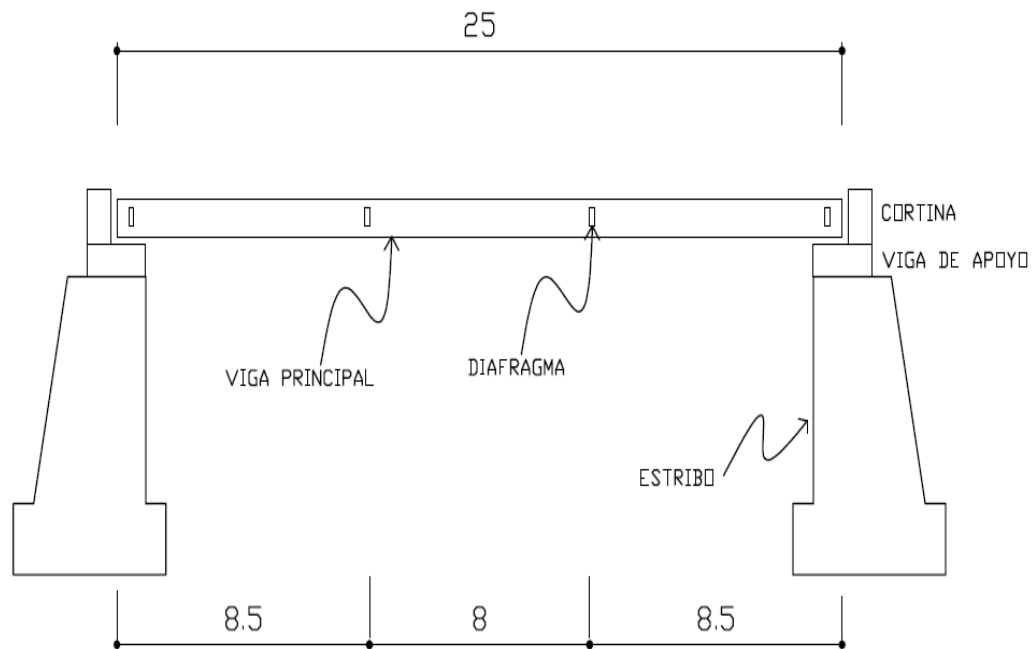 25
CORTINA
VIGA DE APOYO
VIGA PRINCIPAL
DIAFRAGMA
ESTRIBO
8.5
8
8.5